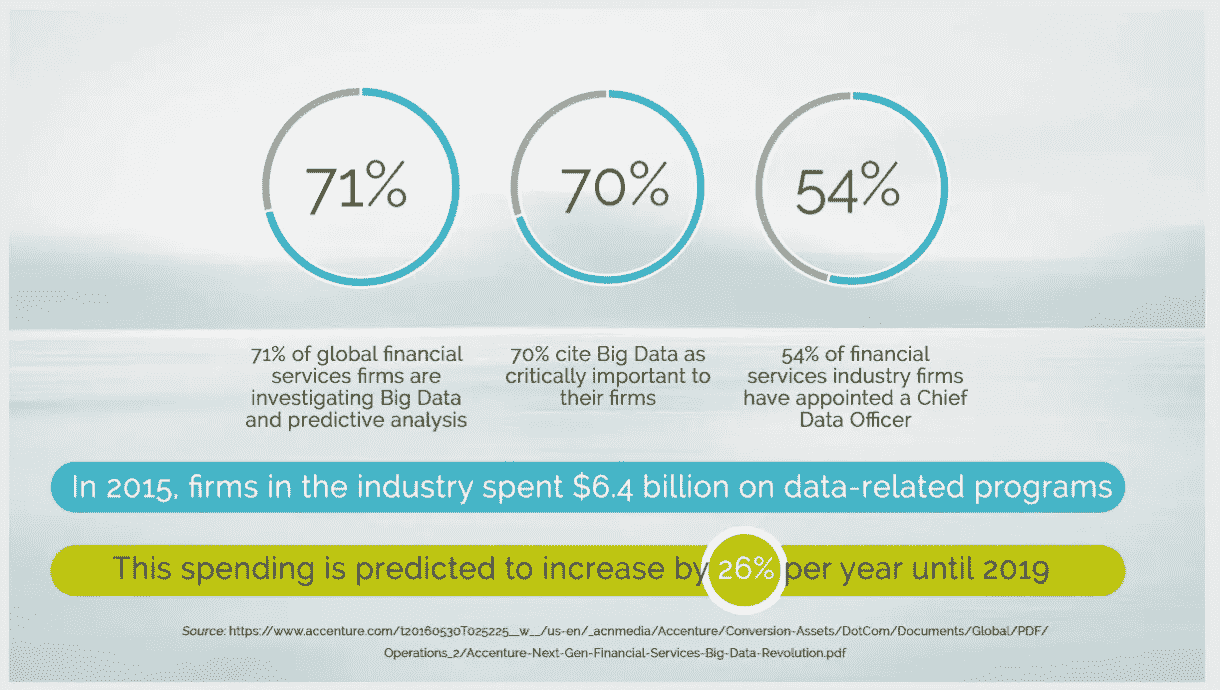 71%
70%
54%
71% of global financial
services firms are
investigating Big Data
and predictive analysis
70% cite Big Data as
critically important to
their firms
54% of financial
services industry firms
have appointed a Chief
Data Officer
In 2015, firms in the industry spent $6.4 billion on data-related programs
This spending is predicted to increase by 26% per year until 2019
Source: https://www.accenture.com/t20160530T025225__w__/us-en/_acnmedia/Accenture/Conversion-Assets/DotCom/Documents/Global/PDF/
Operations_2/Accenture-Next-Gen-Financial-Services-Big-Data-Revolution.pdf